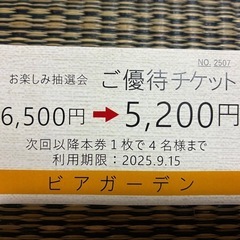 NO. 2507
お楽しみ抽選会 ご優待チケット
6,500円→5,200円
次回以降本券1枚で4名様まで
利用期限：2025.9.15
ビアガーデン